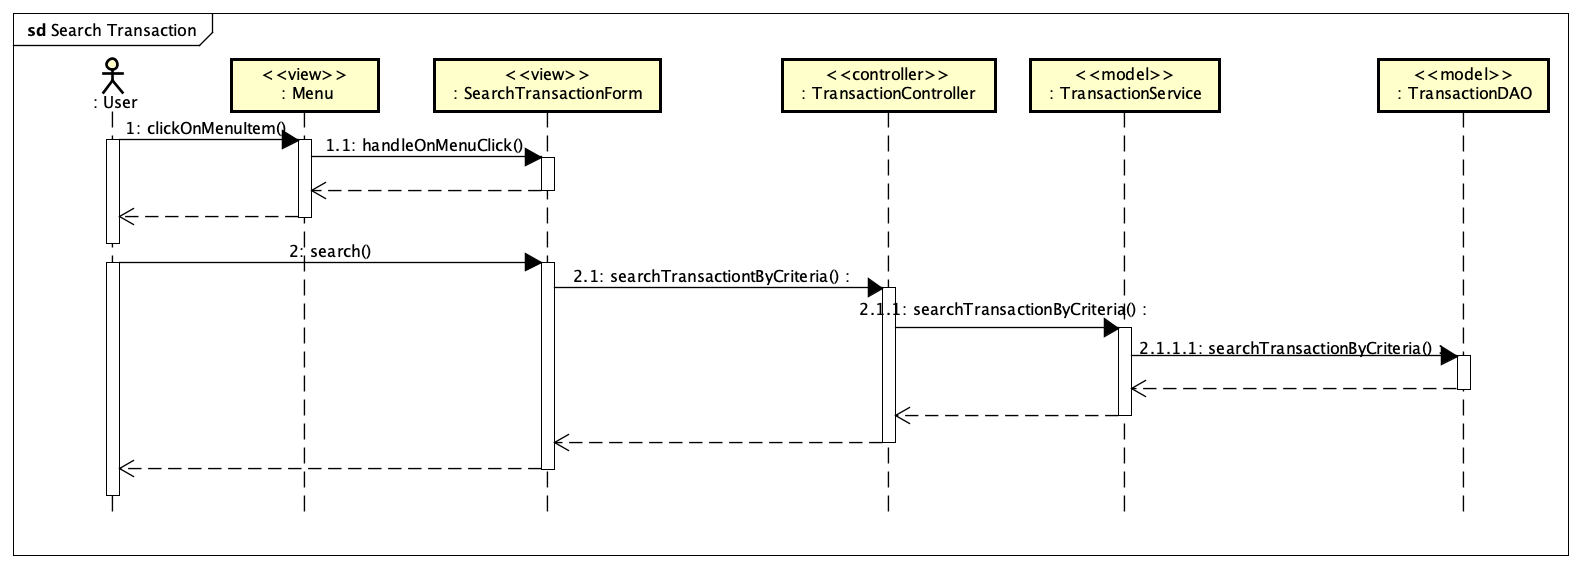 sd Search Transaction
: User
<<view>>
: Menu
<<view>>
: SearchTransactionForm
<<controller>>
: TransactionController
<<model>>
: TransactionService
<<model>>
: TransactionDAO
1: clickOnMenuItem()
1.1: handleOnMenuClick()
2: search()
2.1: searchTransactiontByCriteria() :
2.1.1: searchTransactionByCriteria() :
2.1.1.1: searchTransactionByCriteria() :